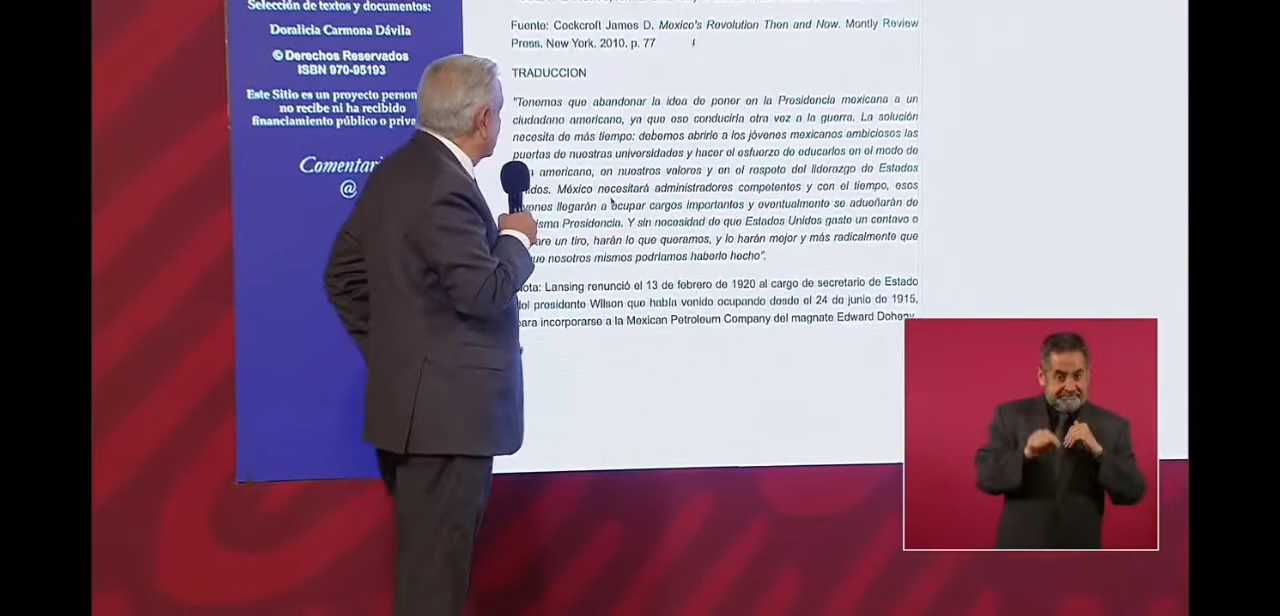 Selección de textos y documentos:
Doralicia Carmona Dávila
© Derechos Reservados
ISBN 970-95193
Este Sitio es un proyecto person
no recibe ni ha recibido
financiamiento público o priva
Comentari
@
Fuente: Cockcroft James D. Mexico's Revolution Then and Now. Montly Review
Press. New York. 2010. p. 77
TRADUCCION
"Tenemos que abandonar la idea de poner en la Presidencia mexicana a un
ciudadano americano, ya que eso conduciría otra vez a la guerra. La solución
necesita de más tiempo: debemos abrirle a los jóvenes mexicanos ambiciosos las
puertas de nuestras universidades y hacer el esfuerzo de educarlos en el modo de
americano, en nuestros valores y en el respeto del liderazgo de Estados
idos. México necesitará administradores competentes y con el tiempo, esos
venes llegarán a ocupar cargos importantes y eventualmente se adueñarán de
isma Presidencia. Y sin necesidad de que Estados Unidos gaste un centavo o
are un tiro, harán lo que queramos, y lo harán mejor y más radicalmente que
ue nosotros mismos podríamos haberlo hecho".
Nota: Lansing renunció el 13 de febrero de 1920 al cargo de secretario de Estado
del presidente Wilson que había venido ocupando desde el 24 de junio de 1915,
para incorporarse a la Mexican Petroleum Company del magnate Edward Doheny.